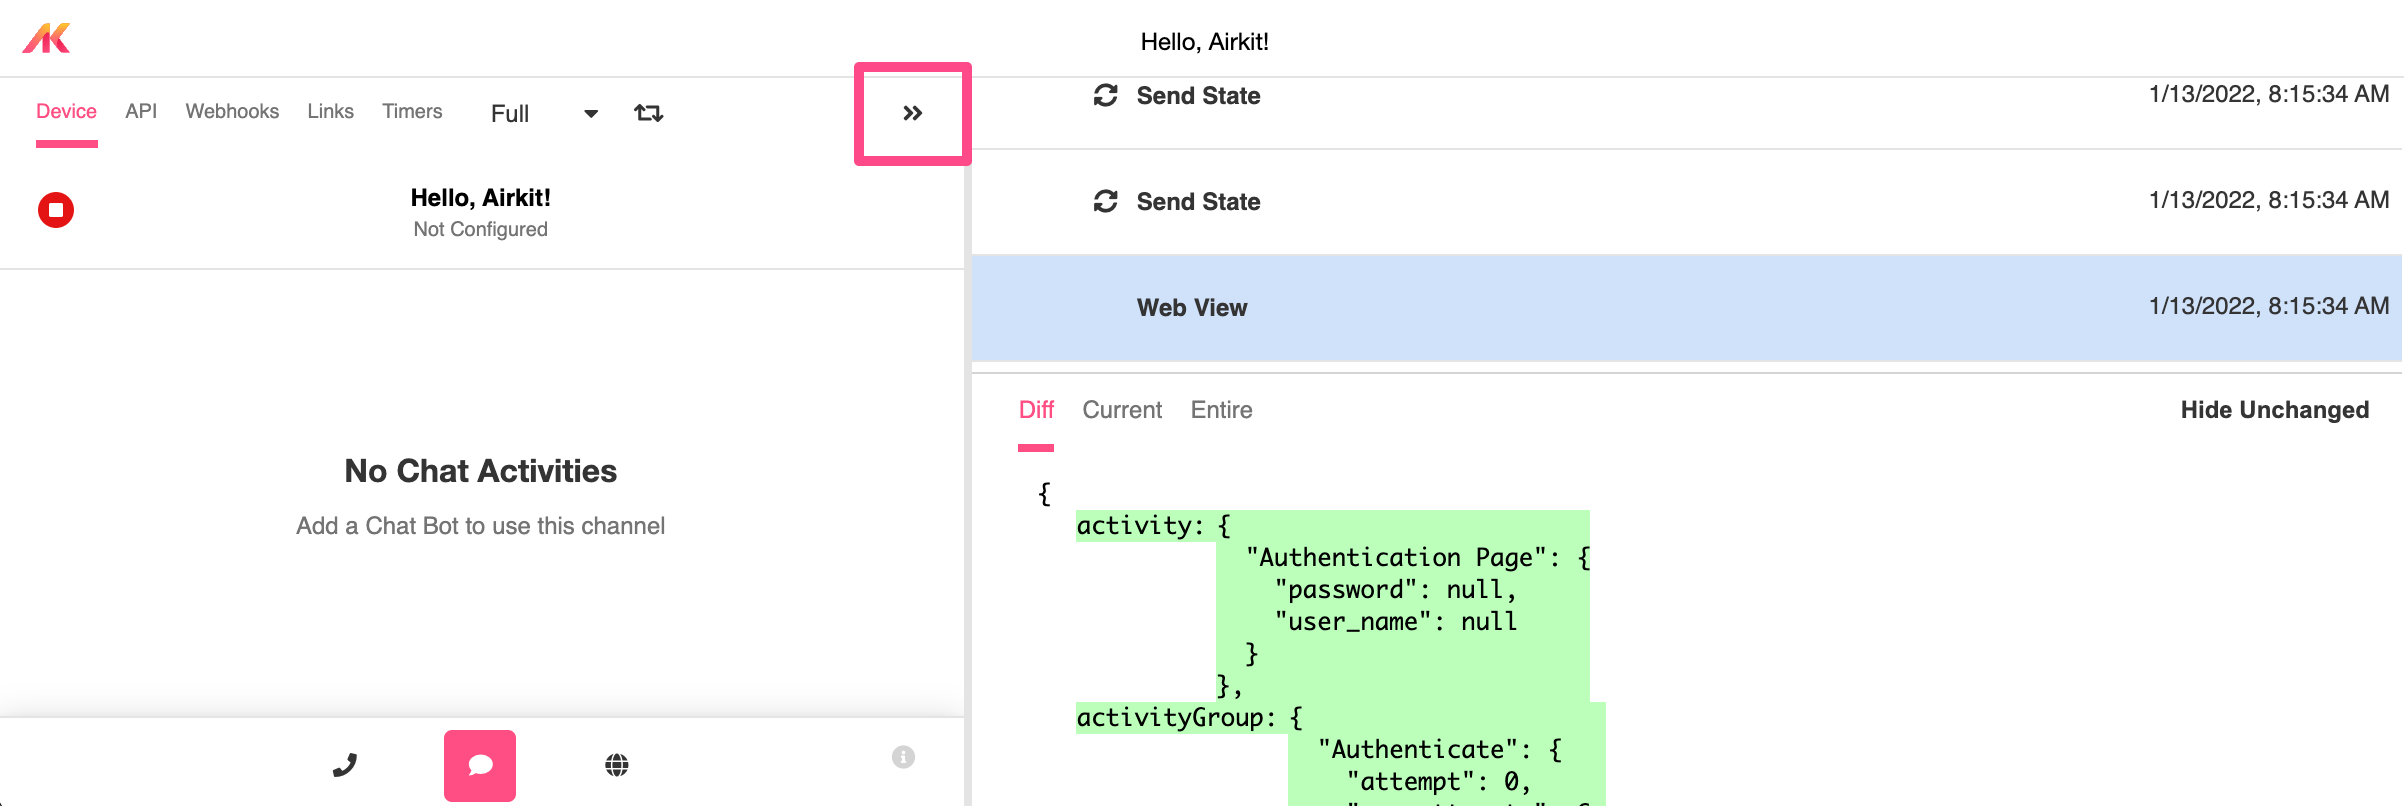 Hello, Airkit!
Device API Webhooks Links Timers Full
Hello, Airkit!
Not Configured
No Chat Activities
Add a Chat Bot to use this channel
Send State 1/13/2022, 8:15:34 AM
Send State 1/13/2022, 8:15:34 AM
Web View 1/13/2022, 8:15:34 AM
Diff Current Entire Hide Unchanged
{
activity: {
"Authentication Page": {
"password": null,
"user_name": null
}
},
activityGroup: {
"Authenticate": {
"attempt": 0,